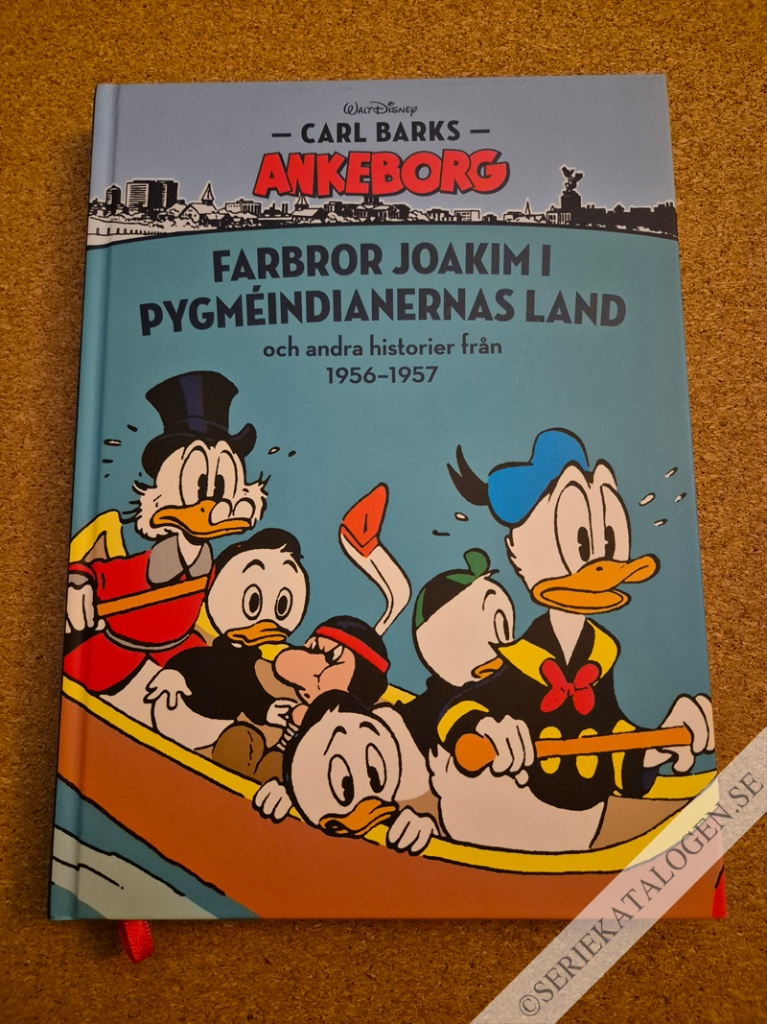 WALT DISNEY
— CARL BARKS —
ANKEBORG
FARBROR JOAKIM I
PYGMÉINDIANERNAS LAND
och andra historier från
1956–1957
©SERIEKATALOGEN.SE